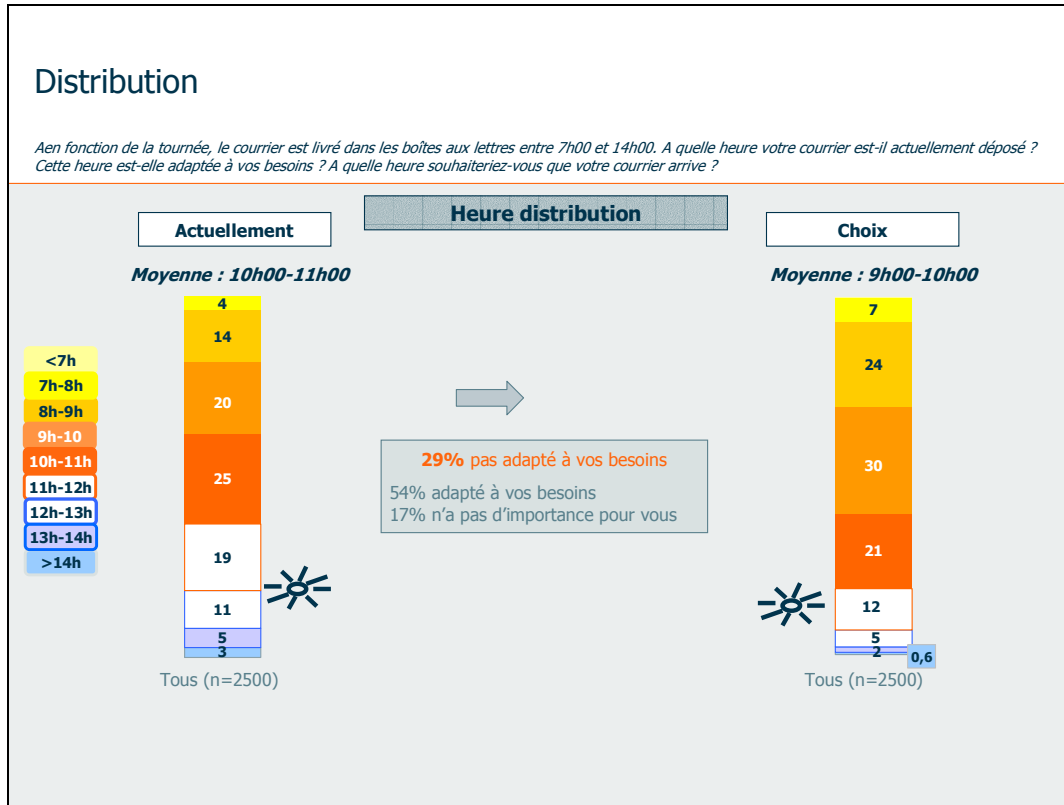 Distribution
Aen fonction de la tournée, le courrier est livré dans les boîtes aux lettres entre 7h00 et 14h00. A quelle heure votre courrier est-il actuellement déposé ?
Cette heure est-elle adaptée à vos besoins ? A quelle heure souhaiteriez-vous que votre courrier arrive ?
Heure distribution
Actuellement
Moyenne : 10h00-11h00
4
14
20
25
19
11
5
3
Tous (n=2500)
<7h
7h-8h
8h-9h
9h-10
10h-11h
11h-12h
12h-13h
13h-14h
>14h
29% pas adapté à vos besoins
54% adapté à vos besoins
17% n’a pas d’importance pour vous
Choix
Moyenne : 9h00-10h00
7
24
30
21
12
5
2
0,6
Tous (n=2500)